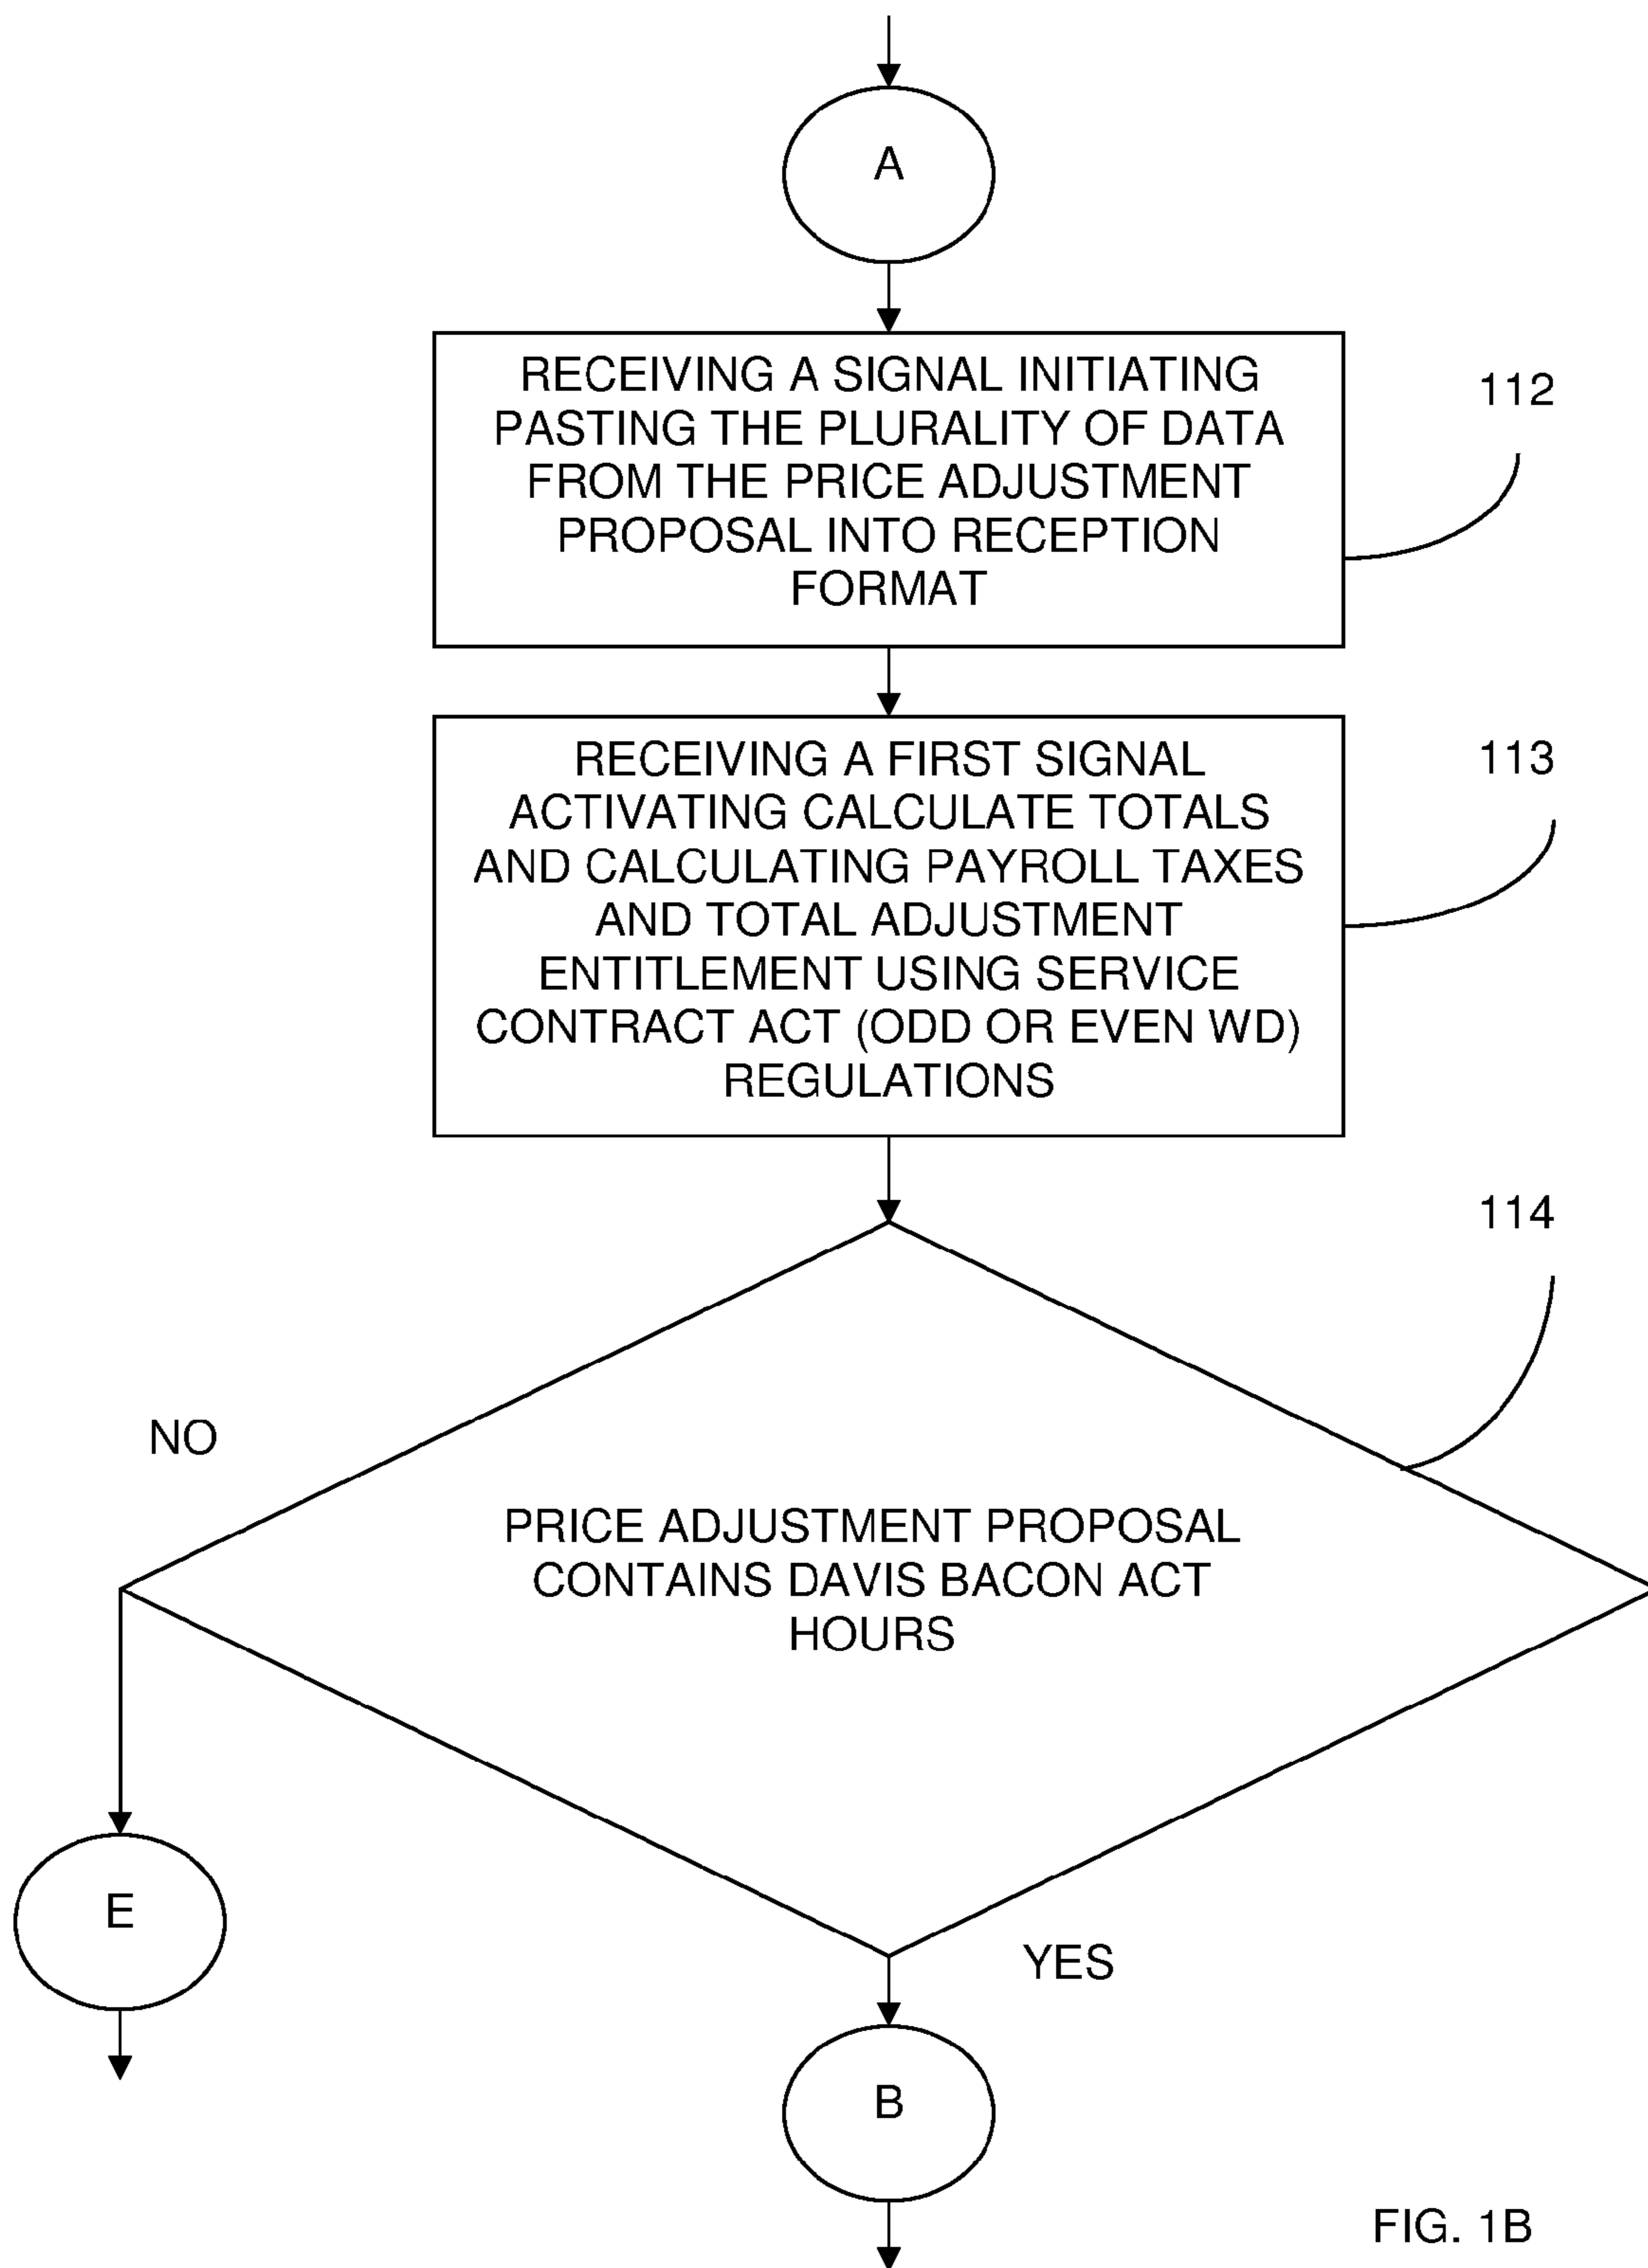 A
RECEIVING A SIGNAL INITIATING
PASTING THE PLURALITY OF DATA
FROM THE PRICE ADJUSTMENT
PROPOSAL INTO RECEPTION
FORMAT
112
RECEIVING A FIRST SIGNAL
ACTIVATING CALCULATE TOTALS
AND CALCULATING PAYROLL TAXES
AND TOTAL ADJUSTMENT
ENTITLEMENT USING SERVICE
CONTRACT ACT (ODD OR EVEN WD)
REGULATIONS
113
114
NO
PRICE ADJUSTMENT PROPOSAL
CONTAINS DAVIS BACON ACT
HOURS
E
YES
B
FIG. 1B